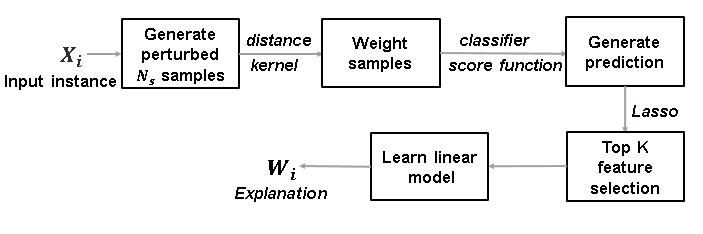 X_i
Input instance
Generate
perturbed
N_s samples
distance
kernel
Weight
samples
classifier
score function
Generate
prediction
Lasso
Top K
feature
selection
Learn linear
model
W_i
Explanation